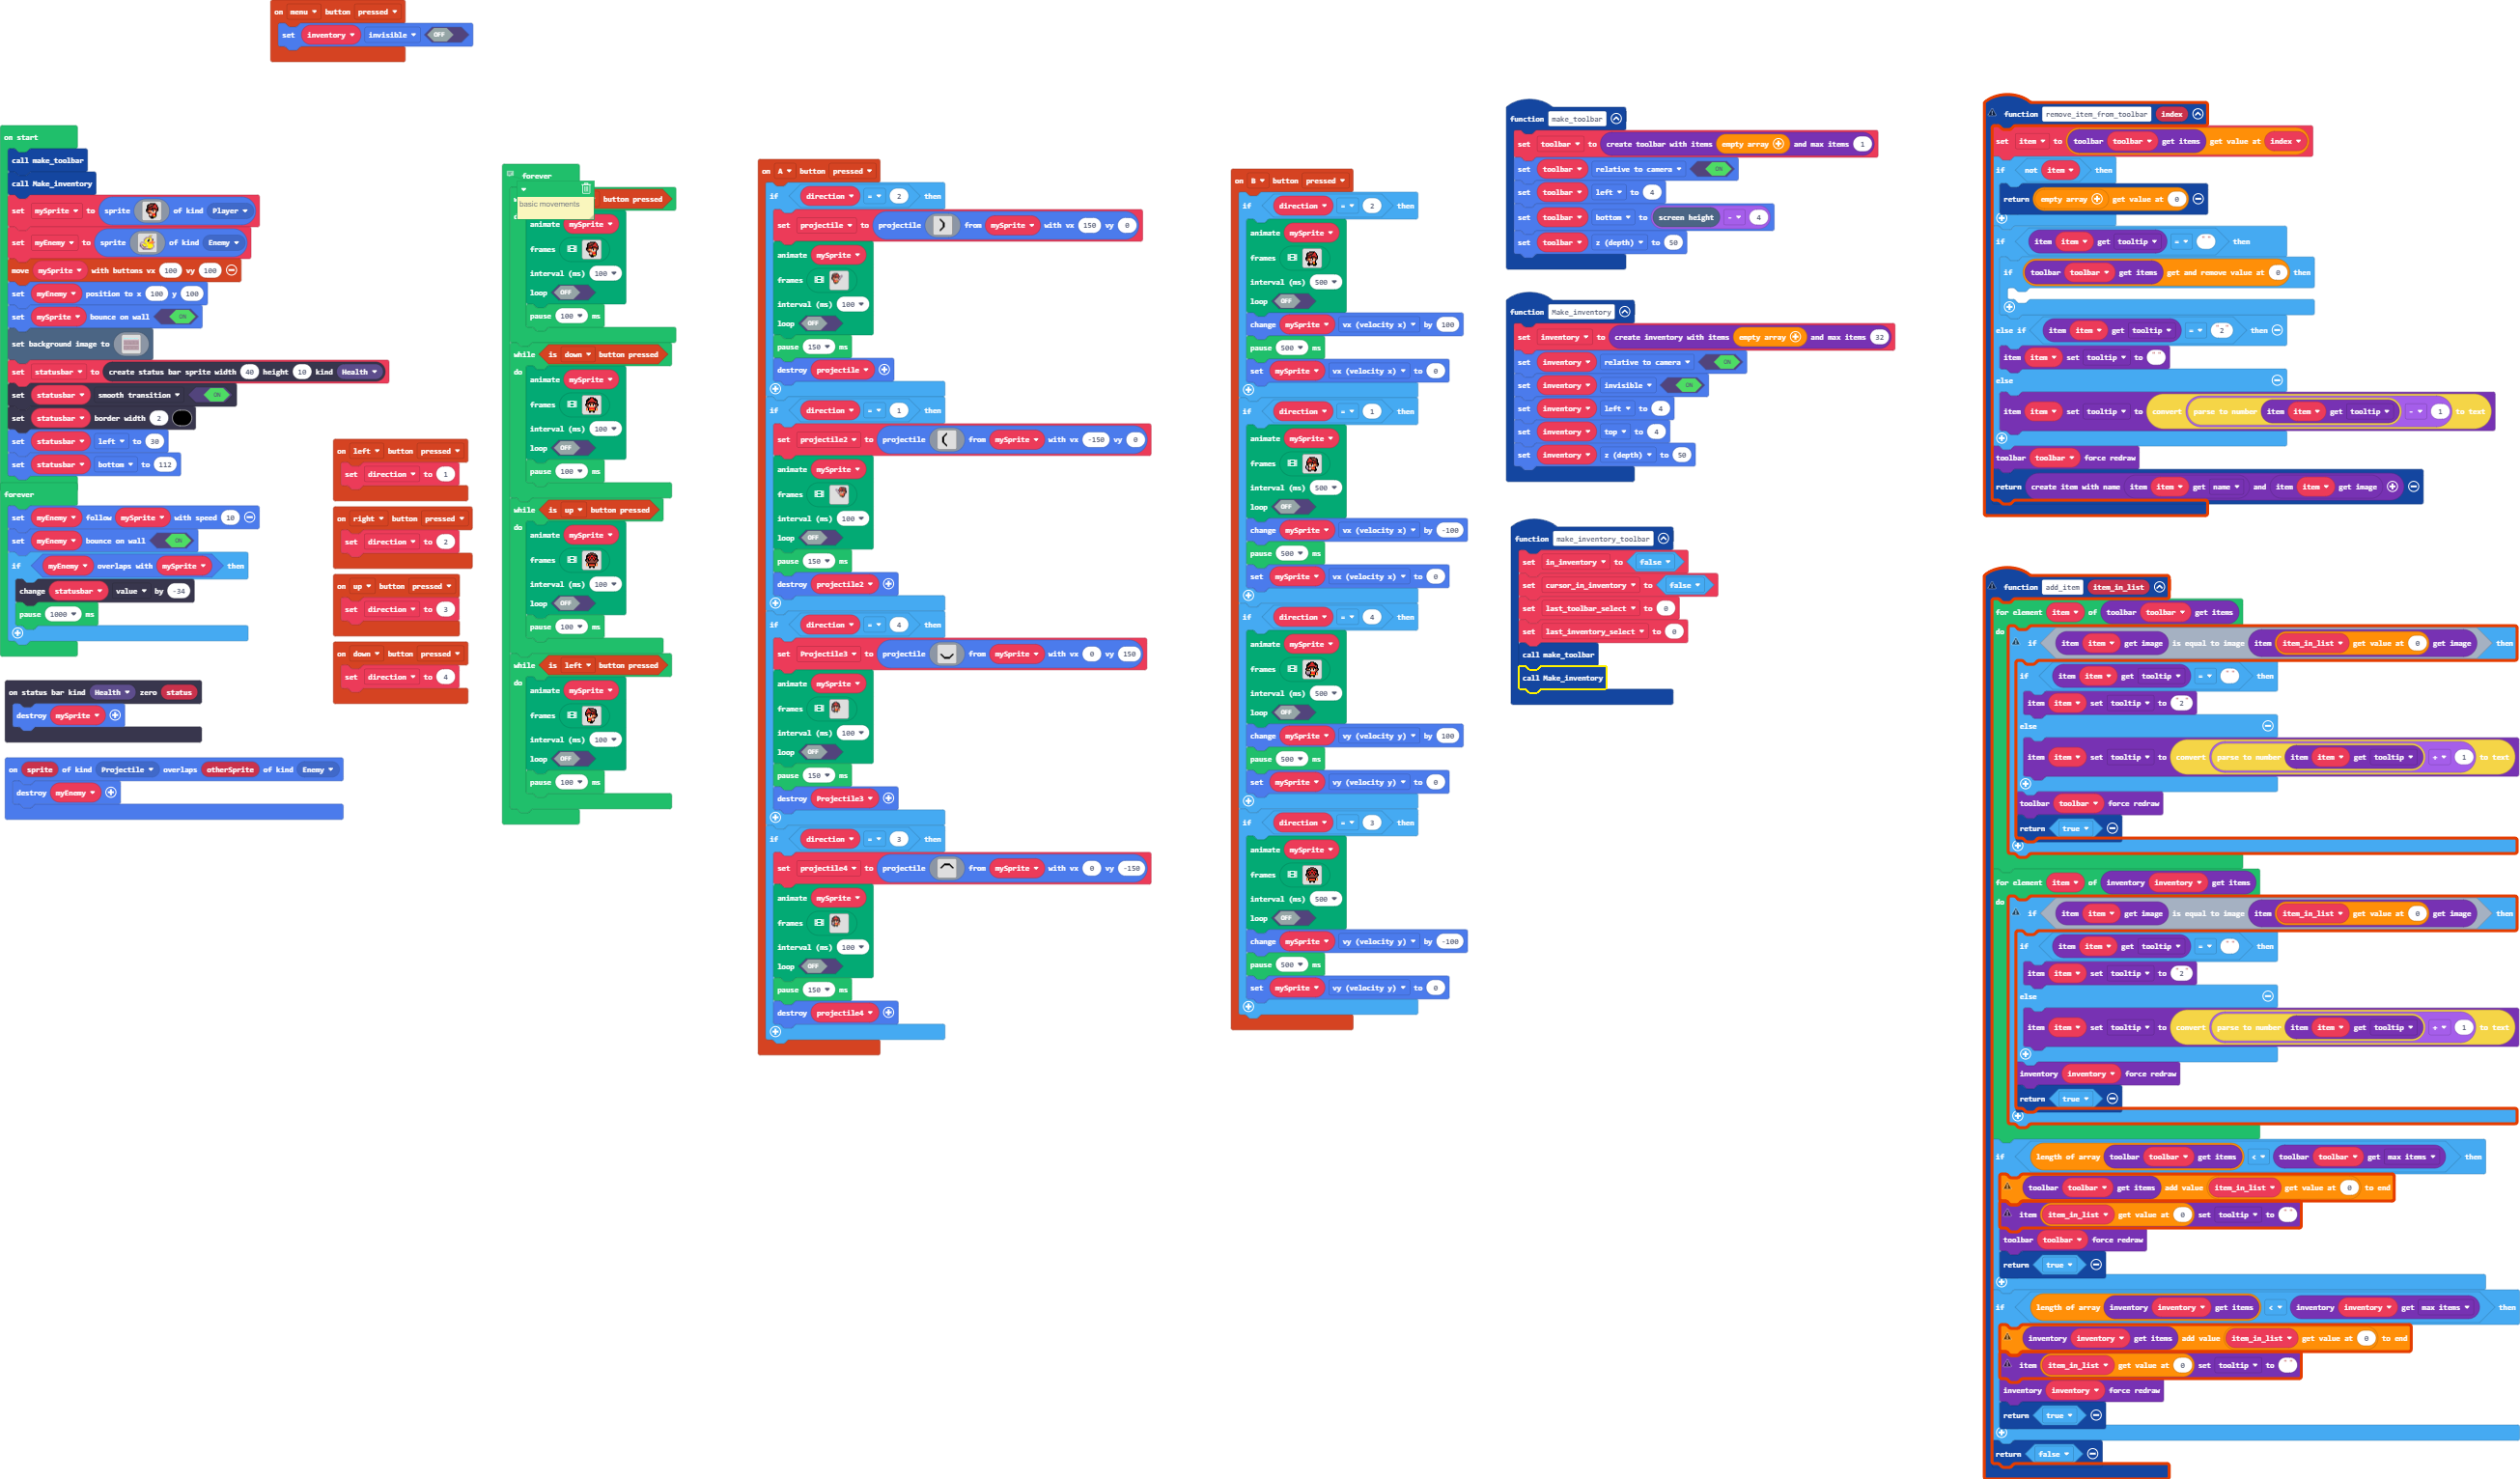 on menu button pressed
set inventory invisible OFF
on start
call make_toolbar
call Make_inventory
set mySprite to sprite of kind Player
set myEnemy to sprite of kind Enemy
move mySprite with buttons vx 100 vy 100
set myEnemy position to x 100 y 100
set mySprite bounce on wall ON
set background image to
set statusbar to create status bar sprite width 40 height 10 kind Health
set statusbar smooth transition ON
set statusbar border width 2
set statusbar left to 30
set statusbar bottom to 112
forever
set myEnemy follow mySprite with speed 10
set myEnemy bounce on wall ON
if myEnemy overlaps with mySprite then
change statusbar value by -34
pause 1000 ms
on status bar kind Health zero status
destroy mySprite
on sprite of kind Projectile overlaps otherSprite of kind Enemy
destroy myEnemy
on left button pressed
set direction to 1
on right button pressed
set direction to 2
on up button pressed
set direction to 3
on down button pressed
set direction to 4
forever
basic movements
button pressed
animate mySprite
frames
interval (ms) 100
loop OFF
pause 100 ms
while is down button pressed
do
animate mySprite
frames
interval (ms) 100
loop OFF
pause 100 ms
while is up button pressed
do
animate mySprite
frames
interval (ms) 100
loop OFF
pause 100 ms
while is left button pressed
do
animate mySprite
frames
interval (ms) 100
loop OFF
pause 100 ms
on A button pressed
if direction = 2 then
set projectile to projectile from mySprite with vx 150 vy 0
animate mySprite
frames
interval (ms) 100
loop OFF
pause 150 ms
destroy projectile
if direction = 1 then
set projectile2 to projectile from mySprite with vx -150 vy 0
animate mySprite
frames
interval (ms) 100
loop OFF
pause 150 ms
destroy projectile2
if direction = 4 then
set Projectile3 to projectile from mySprite with vx 0 vy 150
animate mySprite
frames
interval (ms) 100
loop OFF
pause 150 ms
destroy Projectile3
if direction = 3 then
set projectile4 to projectile from mySprite with vx 0 vy -150
animate mySprite
frames
interval (ms) 100
loop OFF
pause 150 ms
destroy projectile4
on B button pressed
if direction = 2 then
animate mySprite
frames
interval (ms) 500
loop OFF
change mySprite vx (velocity x) by 100
pause 500 ms
set mySprite vx (velocity x) to 0
if direction = 1 then
animate mySprite
frames
interval (ms) 500
loop OFF
change mySprite vx (velocity x) by -100
pause 500 ms
set mySprite vx (velocity x) to 0
if direction = 4 then
animate mySprite
frames
interval (ms) 500
loop OFF
change mySprite vy (velocity y) by 100
pause 500 ms
set mySprite vy (velocity y) to 0
if direction = 3 then
animate mySprite
frames
interval (ms) 500
loop OFF
change mySprite vy (velocity y) by -100
pause 500 ms
set mySprite vy (velocity y) to 0
function make_toolbar
set toolbar to create toolbar with items empty array and max items 1
set toolbar relative to camera ON
set toolbar left to 4
set toolbar bottom to screen height - 4
set toolbar z (depth) to 50
function Make_inventory
set inventory to create inventory with items empty array and max items 32
set inventory relative to camera ON
set inventory invisible ON
set inventory left to 4
set inventory top to 4
set inventory z (depth) to 50
function make_inventory_toolbar
set in_inventory to false
set cursor_in_inventory to false
set last_toolbar_select to 0
set last_inventory_select to 0
call make_toolbar
call Make_inventory
function remove_item_from_toolbar index
set item to toolbar toolbar get items get value at index
if not item then
return empty array get value at 0
if item item get tooltip = "" then
if toolbar toolbar get items get and remove value at 0 then
else if item item get tooltip = "2" then
item item set tooltip to ""
else
item item set tooltip to convert parse to number item item get tooltip - 1 to text
toolbar toolbar force redraw
return create item with name item item get name and item item get image
function add_item item_in_list
for element item of toolbar toolbar get items
do if item item get image is equal to image item item_in_list get value at 0 get image then
if item item get tooltip = "" then
item item set tooltip to "2"
else
item item set tooltip to convert parse to number item item get tooltip + 1 to text
toolbar toolbar force redraw
return true
for element item of inventory inventory get items
do if item item get image is equal to image item item_in_list get value at 0 get image then
if item item get tooltip = "" then
item item set tooltip to "2"
else
item item set tooltip to convert parse to number item item get tooltip + 1 to text
inventory inventory force redraw
return true
if length of array toolbar toolbar get items < toolbar toolbar get max items then
toolbar toolbar get items add value item_in_list get value at 0 to end
item item_in_list get value at 0 set tooltip to ""
toolbar toolbar force redraw
return true
if length of array inventory inventory get items < inventory inventory get max items then
inventory inventory get items add value item_in_list get value at 0 to end
item item_in_list get value at 0 set tooltip to ""
inventory inventory force redraw
return true
return false